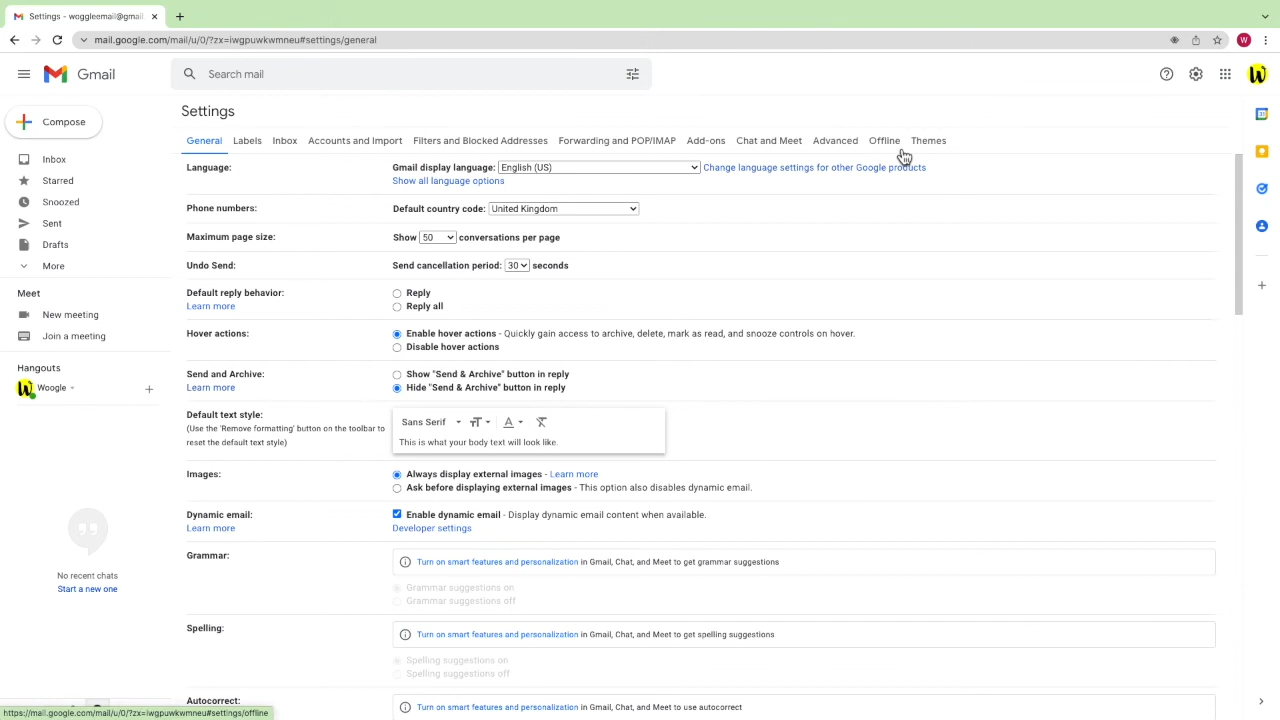 Settings - woggleemail@gmail
mail.google.com/mail/u/0/?zx=iwgpuwkwmneu#settings/general
W
Gmail
Search mail
Settings
Compose
General Labels Inbox Accounts and Import Filters and Blocked Addresses Forwarding and POP/IMAP Add-ons Chat and Meet Advanced Offline Themes
Inbox
Starred
Snoozed
Sent
Drafts
More
Meet
New meeting
Join a meeting
Hangouts
Woogle
No recent chats
Start a new one
Language: Gmail display language: English (US) Change language settings for other Google products
Show all language options
Phone numbers: Default country code: United Kingdom
Maximum page size: Show 50 conversations per page
Undo Send: Send cancellation period: 30 seconds
Default reply behavior: Reply
Learn more Reply all
Hover actions: Enable hover actions - Quickly gain access to archive, delete, mark as read, and snooze controls on hover.
Disable hover actions
Send and Archive: Show "Send & Archive" button in reply
Learn more Hide "Send & Archive" button in reply
Default text style: Sans Serif
(Use the 'Remove formatting' button on the toolbar to
reset the default text style) This is what your body text will look like.
Images: Always display external images - Learn more
Ask before displaying external images - This option also disables dynamic email.
Dynamic email: Enable dynamic email - Display dynamic email content when available.
Learn more Developer settings
Grammar: Turn on smart features and personalization in Gmail, Chat, and Meet to get grammar suggestions
Grammar suggestions on
Grammar suggestions off
Spelling: Turn on smart features and personalization in Gmail, Chat, and Meet to get spelling suggestions
Spelling suggestions on
Spelling suggestions off
Autocorrect: Turn on smart features and personalization in Gmail, Chat, and Meet to use autocorrect
https://mail.google.com/mail/u/0/?zx=iwgpuwkwmneu#settings/offline